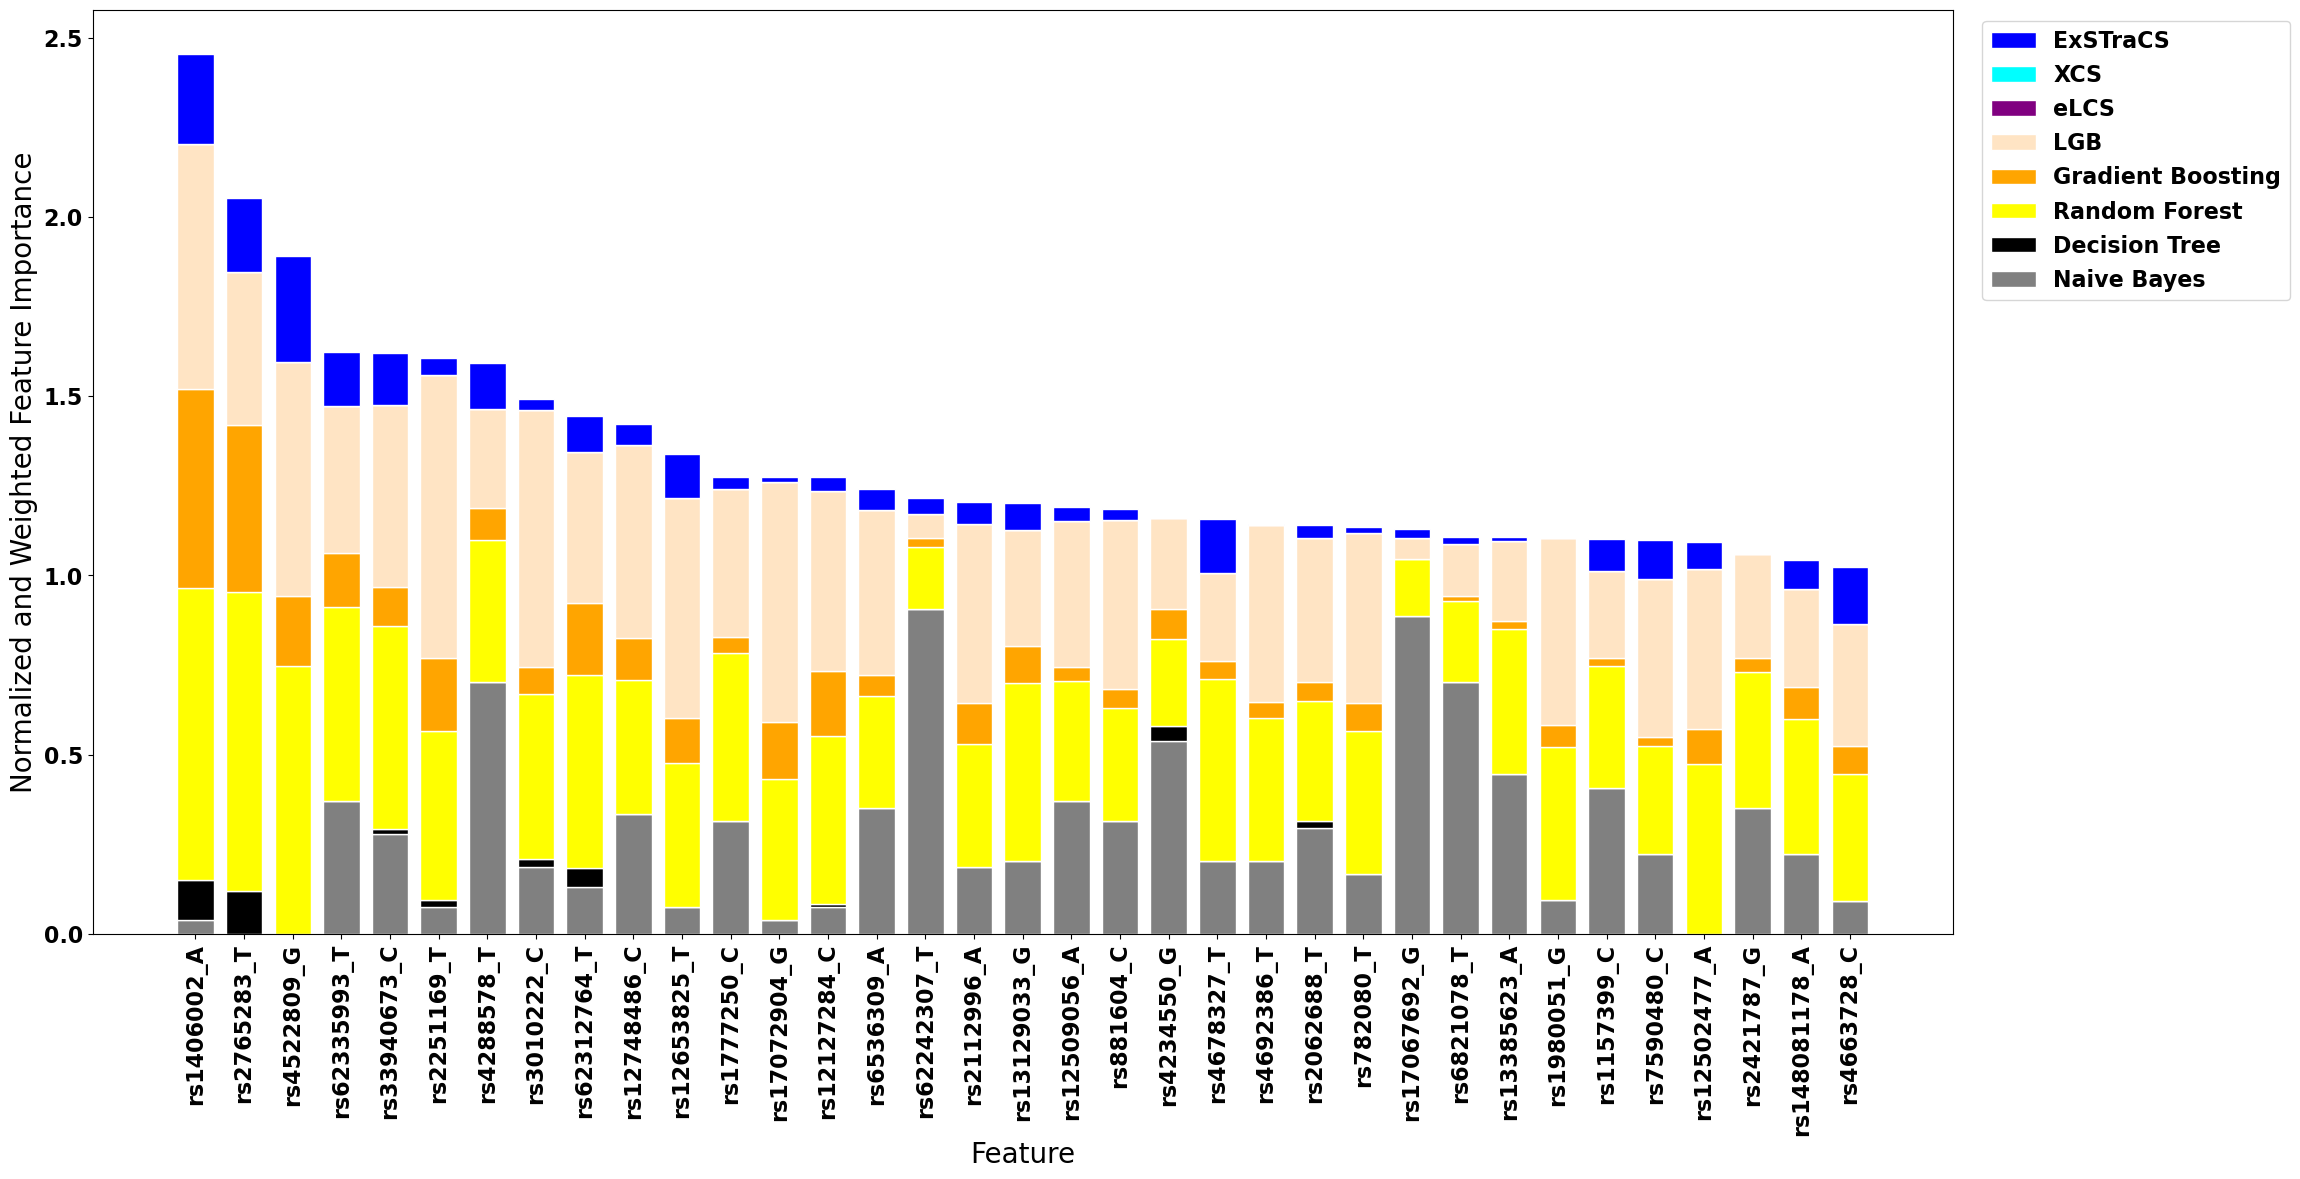 Normalized and Weighted Feature Importance
2.5
2.0
1.5
1.0
0.5
0.0
ExSTraCS
XCS
eLCS
LGB
Gradient Boosting
Random Forest
Decision Tree
Naive Bayes
rs1406002_A
rs2765283_T
rs4522809_G
rs62335993_T
rs33940673_C
rs2251169_T
rs4288578_T
rs3010222_C
rs62312764_T
rs12748486_C
rs12653825_T
rs1777250_C
rs17072904_G
rs12127284_C
rs6536309_A
rs62242307_T
rs2112996_A
rs13129033_G
rs12509056_A
rs881604_C
rs4234550_G
rs4678327_T
rs4692386_T
rs2062688_T
rs782080_T
rs17067692_G
rs6821078_T
rs13385623_A
rs1980051_G
rs1157399_C
rs7590480_C
rs12502477_A
rs2421787_G
rs148081178_A
rs4663728_C
Feature